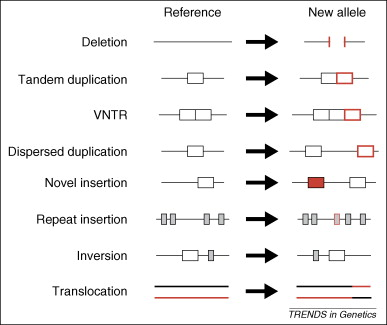 Reference New allele
Deletion
Tandem duplication
VNTR
Dispersed duplication
Novel insertion
Repeat insertion
Inversion
Translocation
TRENDS in Genetics